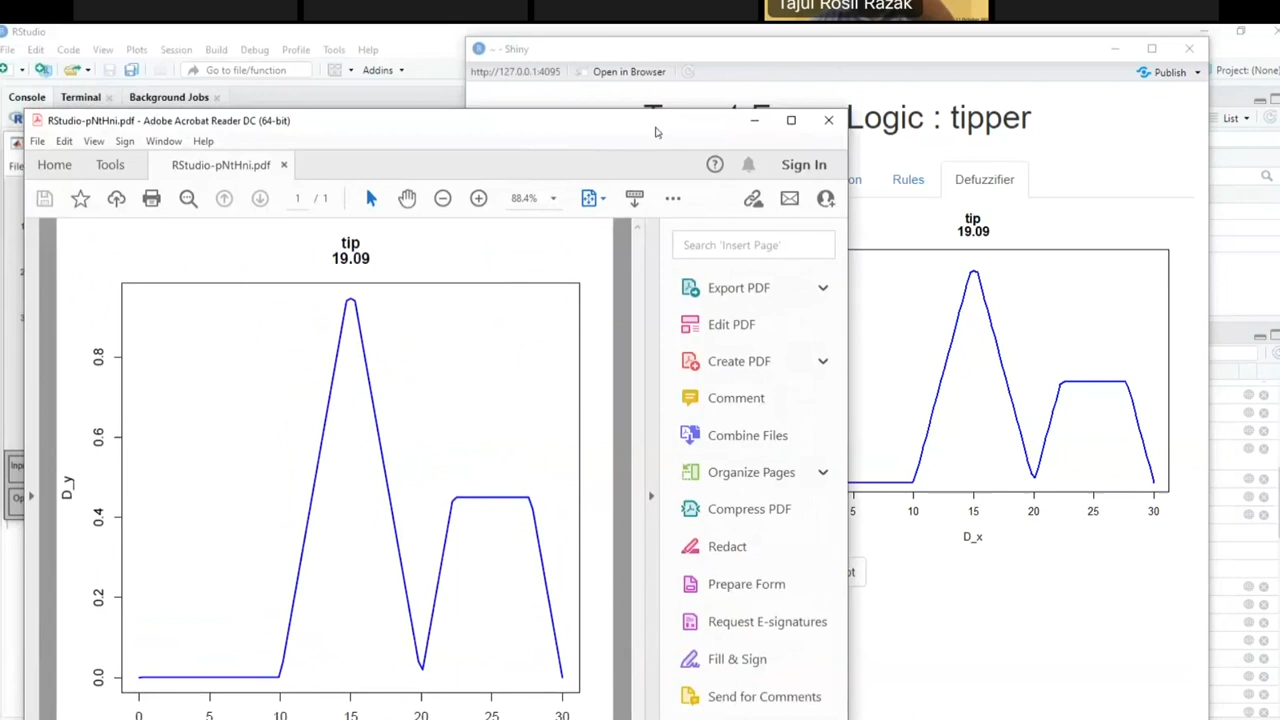 Tajul Rosli Razak
RStudio
File Edit Code View Plots Session Build Debug Profile Tools Help
Go to file/function
Addins
Project: (None)
Console
Terminal
Background Jobs
List
~ - Shiny
http://127.0.0.1:4095
Open in Browser
Publish
Logic : tipper
Rules
Defuzzifier
tip
19.09
5
10
15
20
25
30
D_x
RStudio-pNtHni.pdf - Adobe Acrobat Reader DC (64-bit)
File Edit View Sign Window Help
Home
Tools
RStudio-pNtHni.pdf
Sign In
1 / 1
88.4%
tip
19.09
D_y
0.8
0.6
0.4
0.2
0.0
0
5
10
15
20
25
30
Search 'Insert Page'
Export PDF
Edit PDF
Create PDF
Comment
Combine Files
Organize Pages
Compress PDF
Redact
Prepare Form
Request E-signatures
Fill & Sign
Send for Comments